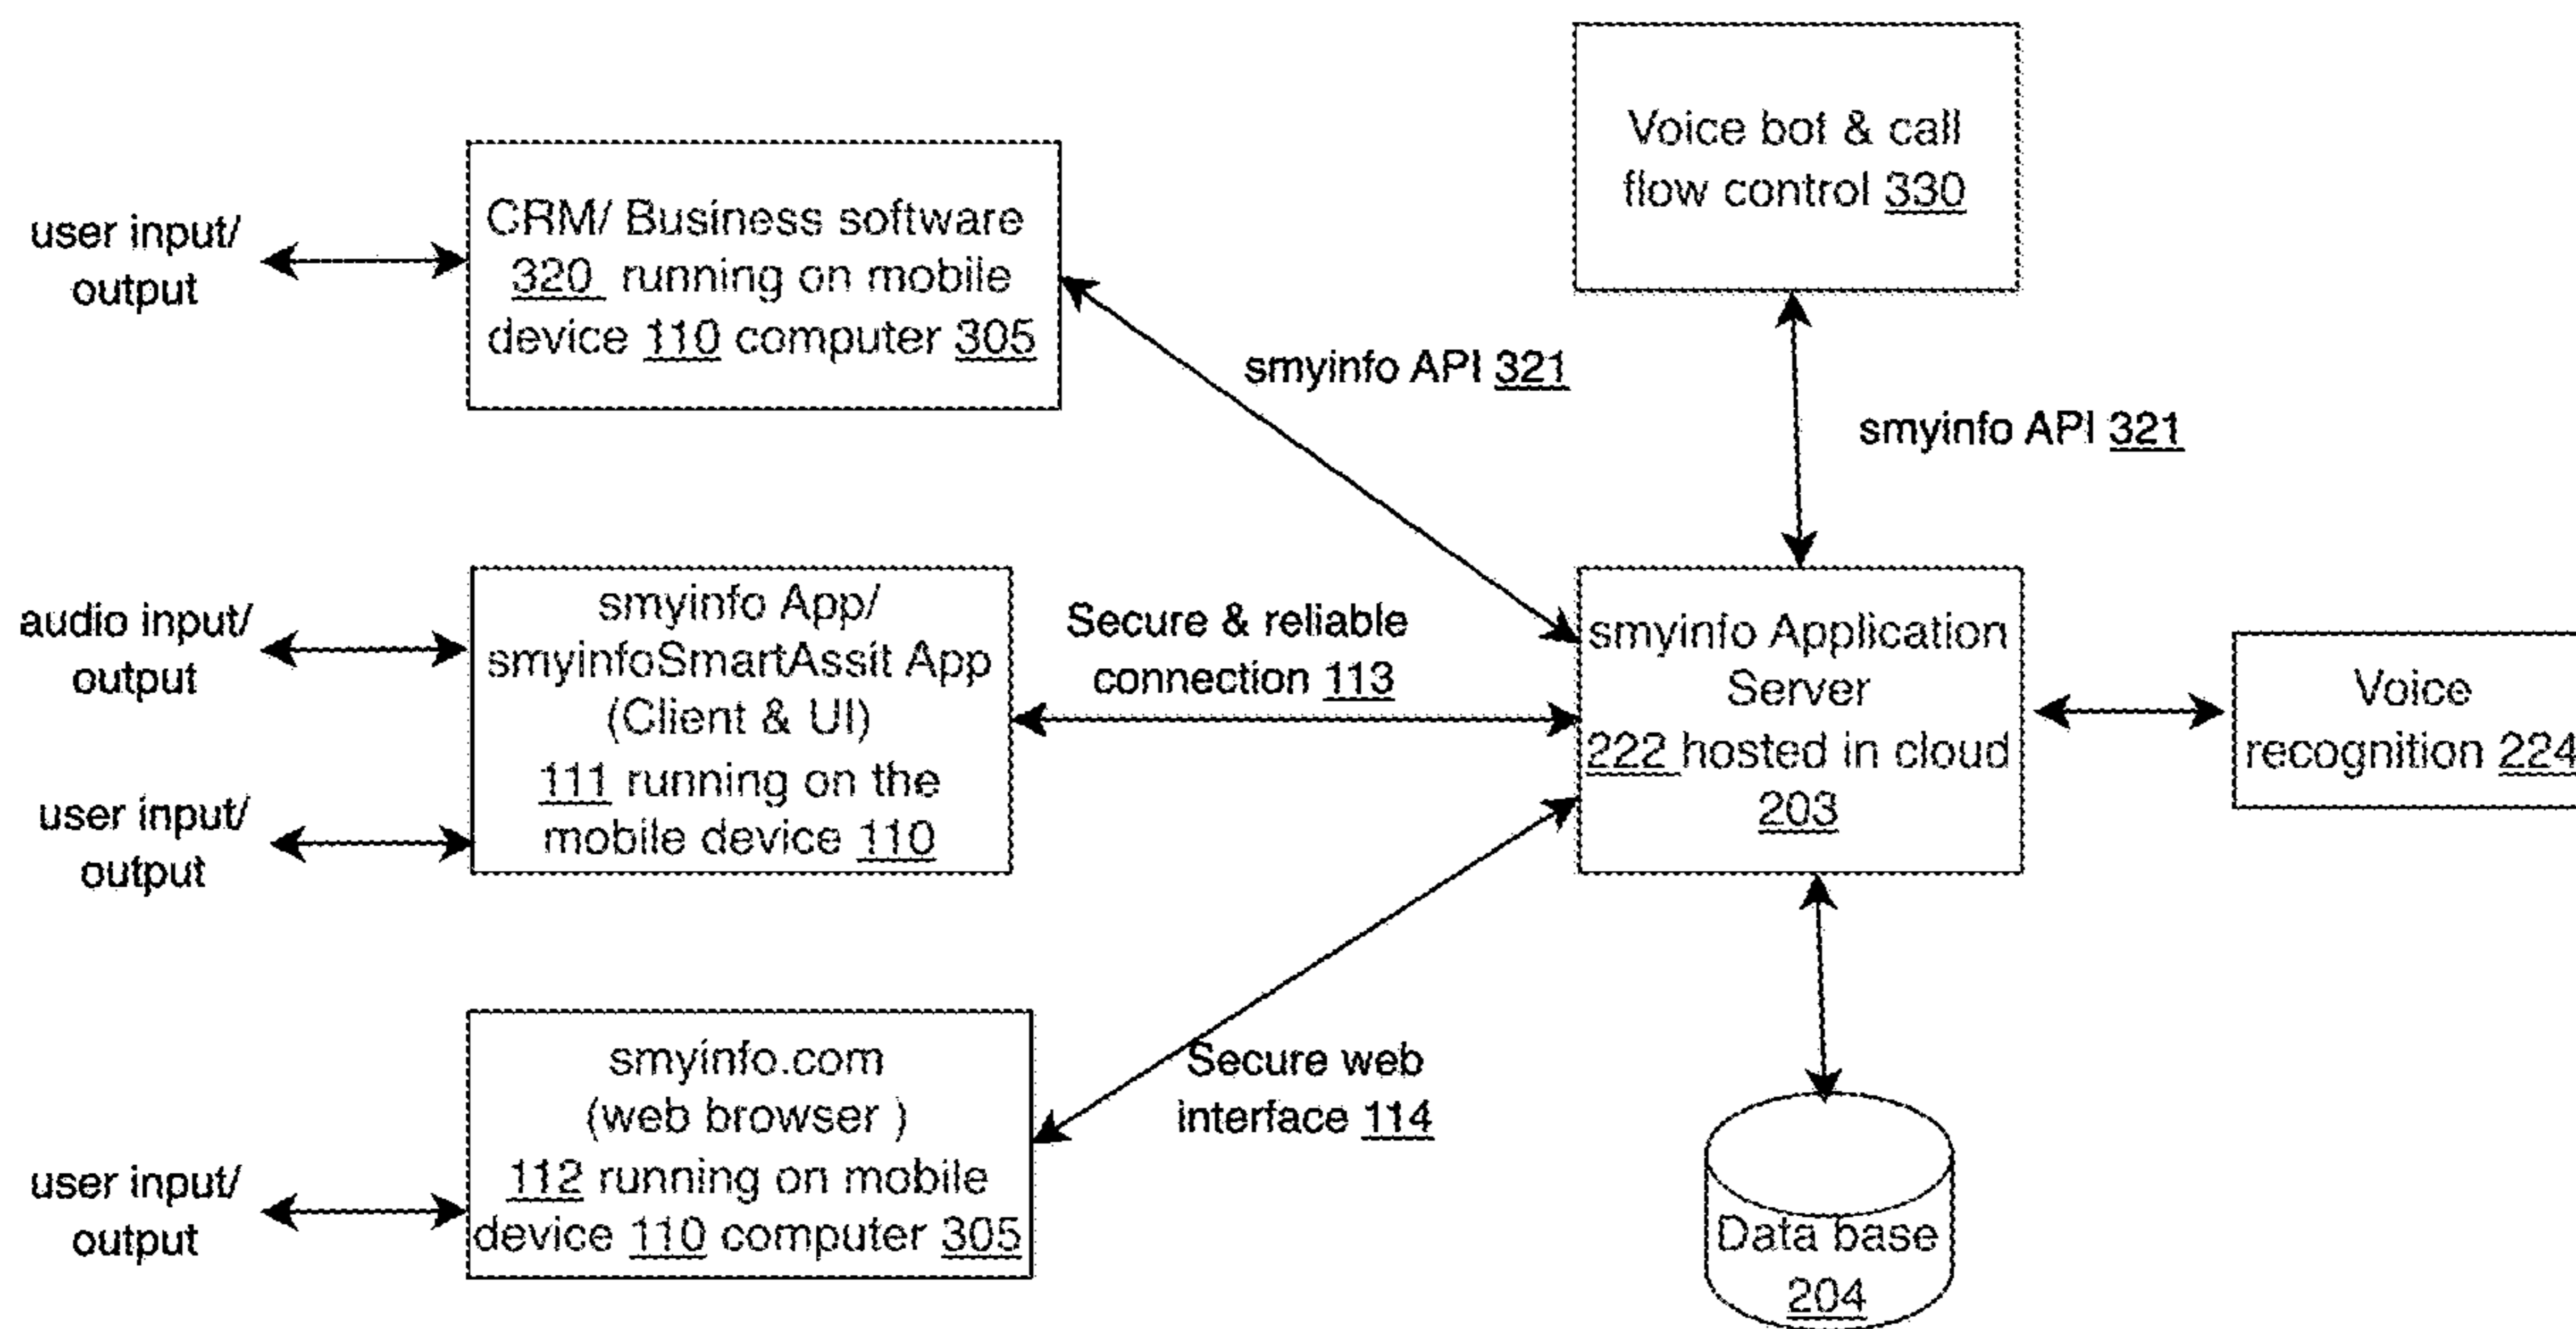 Voice bot & call
flow control 330
user input/
output
CRM/ Business software
320 running on mobile
device 110 computer 305
smyinfo API 321
smyinfo API 321
audio input/
output
user input/
output
smyinfo App/
smyinfoSmartAssit App
(Client & UI)
111 running on the
mobile device 110
Secure & reliable
connection 113
smyinfo Application
Server
222 hosted in cloud
203
Voice
recognition 224
user input/
output
smyinfo.com
(web browser )
112 running on mobile
device 110 computer 305
Secure web
interface 114
Data base
204